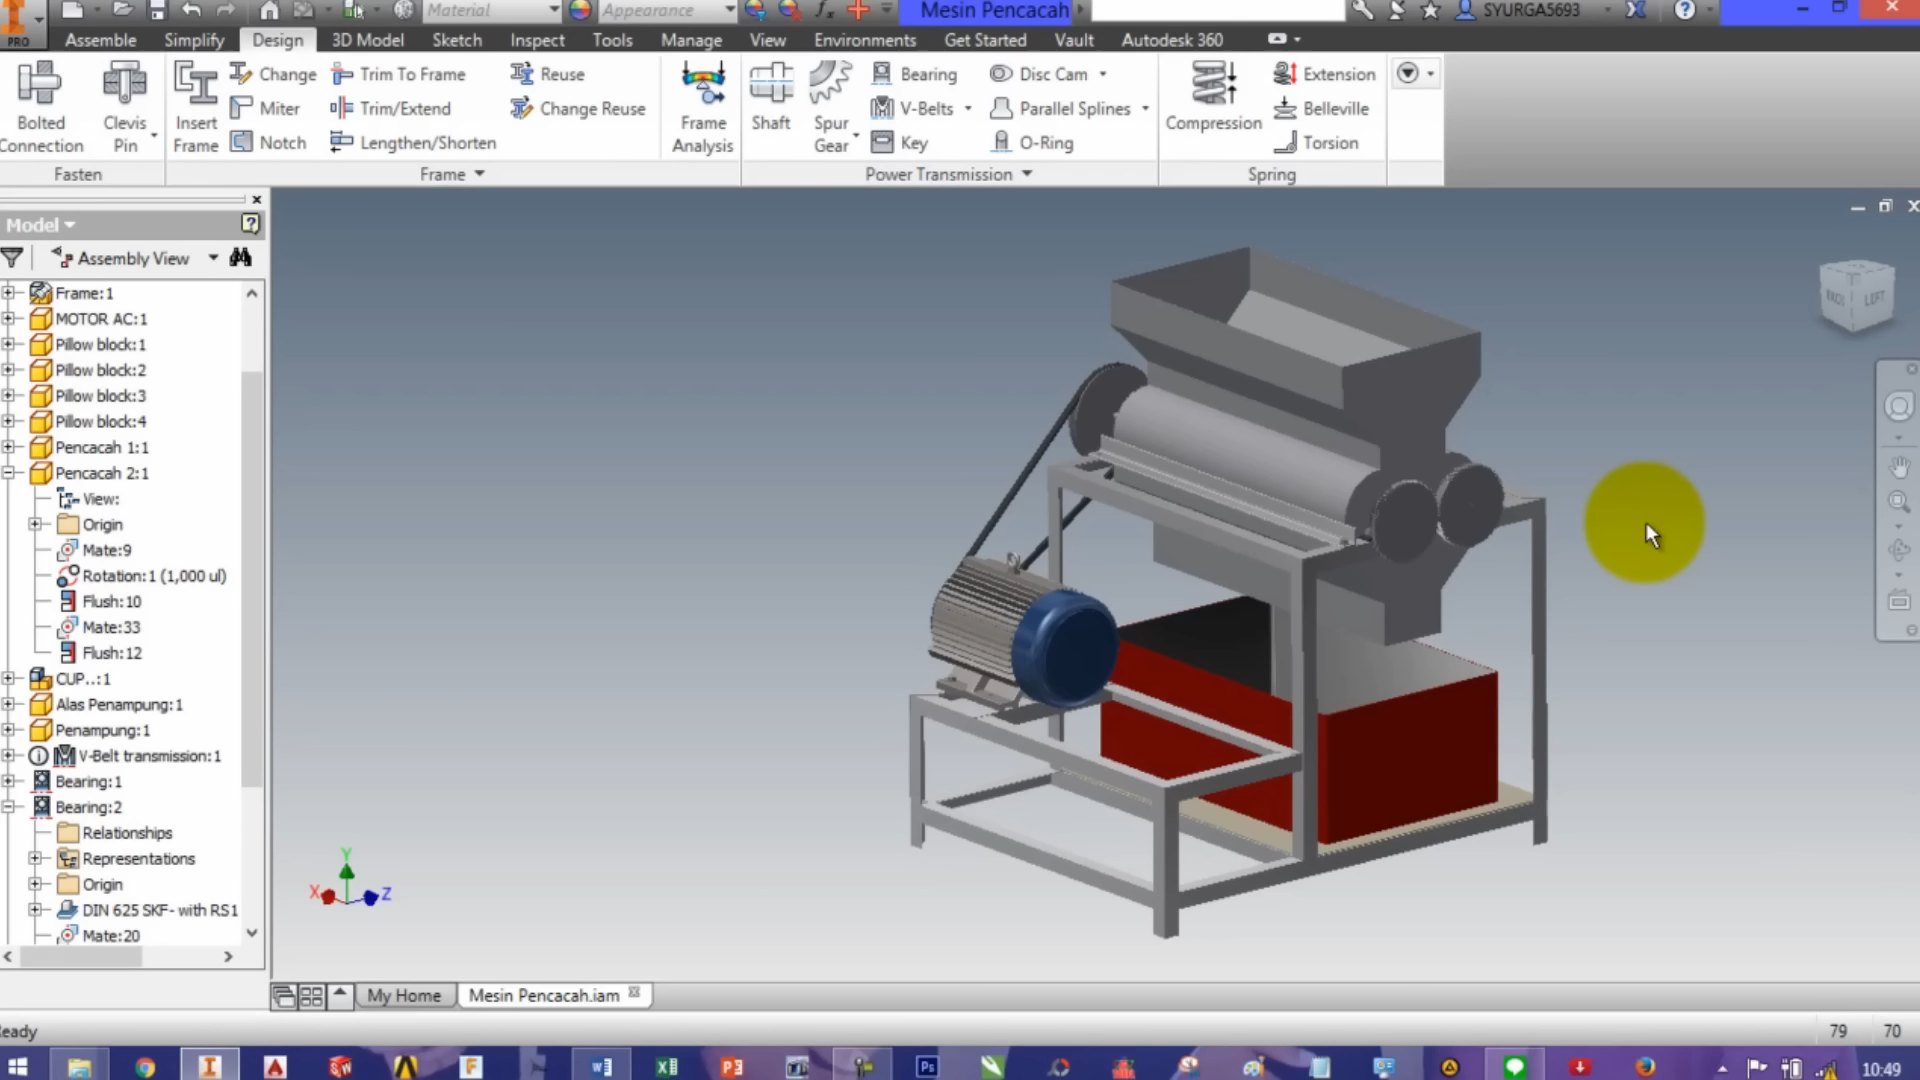 Material
Appearance
Mesin Pencacah
SYURGA5693
PRO
Assemble Simplify Design 3D Model Sketch Inspect Tools Manage View Environments Get Started Vault Autodesk 360
Bolted Connection
Clevis Pin
Fasten
Insert Frame
Change
Miter
Notch
Trim To Frame
Trim/Extend
Lengthen/Shorten
Reuse
Change Reuse
Frame
Frame Analysis
Shaft
Spur Gear
Bearing
V-Belts
Key
Disc Cam
Parallel Splines
O-Ring
Power Transmission
Compression
Extension
Belleville
Torsion
Spring
Model
Assembly View
Frame:1
MOTOR AC:1
Pillow block:1
Pillow block:2
Pillow block:3
Pillow block:4
Pencacah 1:1
Pencacah 2:1
View:
Origin
Mate:9
Rotation:1 (1,000 ul)
Flush:10
Mate:33
Flush:12
CUP..:1
Alas Penampung:1
Penampung:1
V-Belt transmission:1
Bearing:1
Bearing:2
Relationships
Representations
Origin
DIN 625 SKF- with RS1
Mate:20
LEFT
X Y Z
My Home
Mesin Pencacah.iam
eady
79 70
10:49